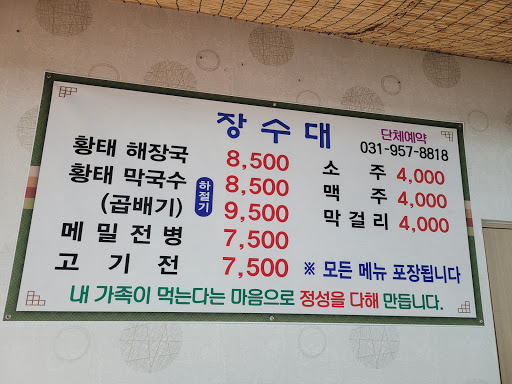 장수대
단체예약
031-957-8818
황태 해장국 8,500
황태 막국수 하절기 8,500
(곱배기) 9,500
메밀전병 7,500
고기전 7,500
소주 4,000
맥주 4,000
막걸리 4,000
※ 모든 메뉴 포장됩니다
내 가족이 먹는다는 마음으로 정성을 다해 만듭니다.